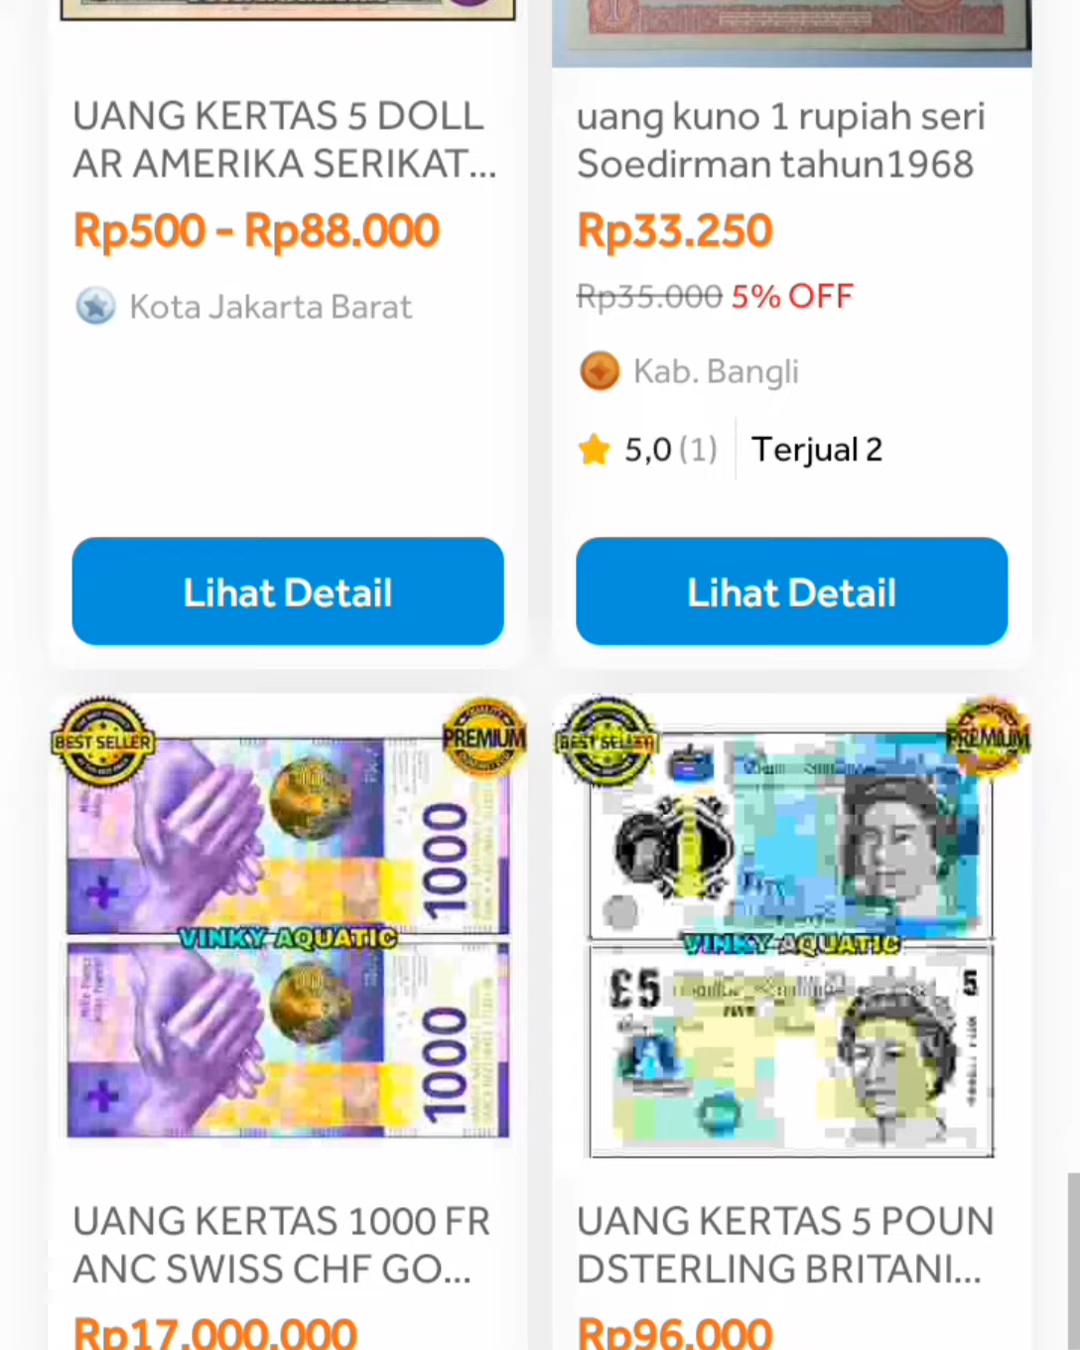 UANG KERTAS 5 DOLL
AR AMERIKA SERIKAT...
Rp500 - Rp88.000
Kota Jakarta Barat
Lihat Detail
uang kuno 1 rupiah seri
Soedirman tahun1968
Rp33.250
Rp35.000 5% OFF
Kab. Bangli
5,0 (1) Terjual 2
Lihat Detail
BEST SELLER
PREMIUM
1000
VINKY AQUATIC
1000
UANG KERTAS 1000 FR
ANC SWISS CHF GO...
Rp17.000.000
BEST SELLER
PREMIUM
VINKY AQUATIC
£5
5
UANG KERTAS 5 POUN
DSTERLING BRITANI...
Rp96.000